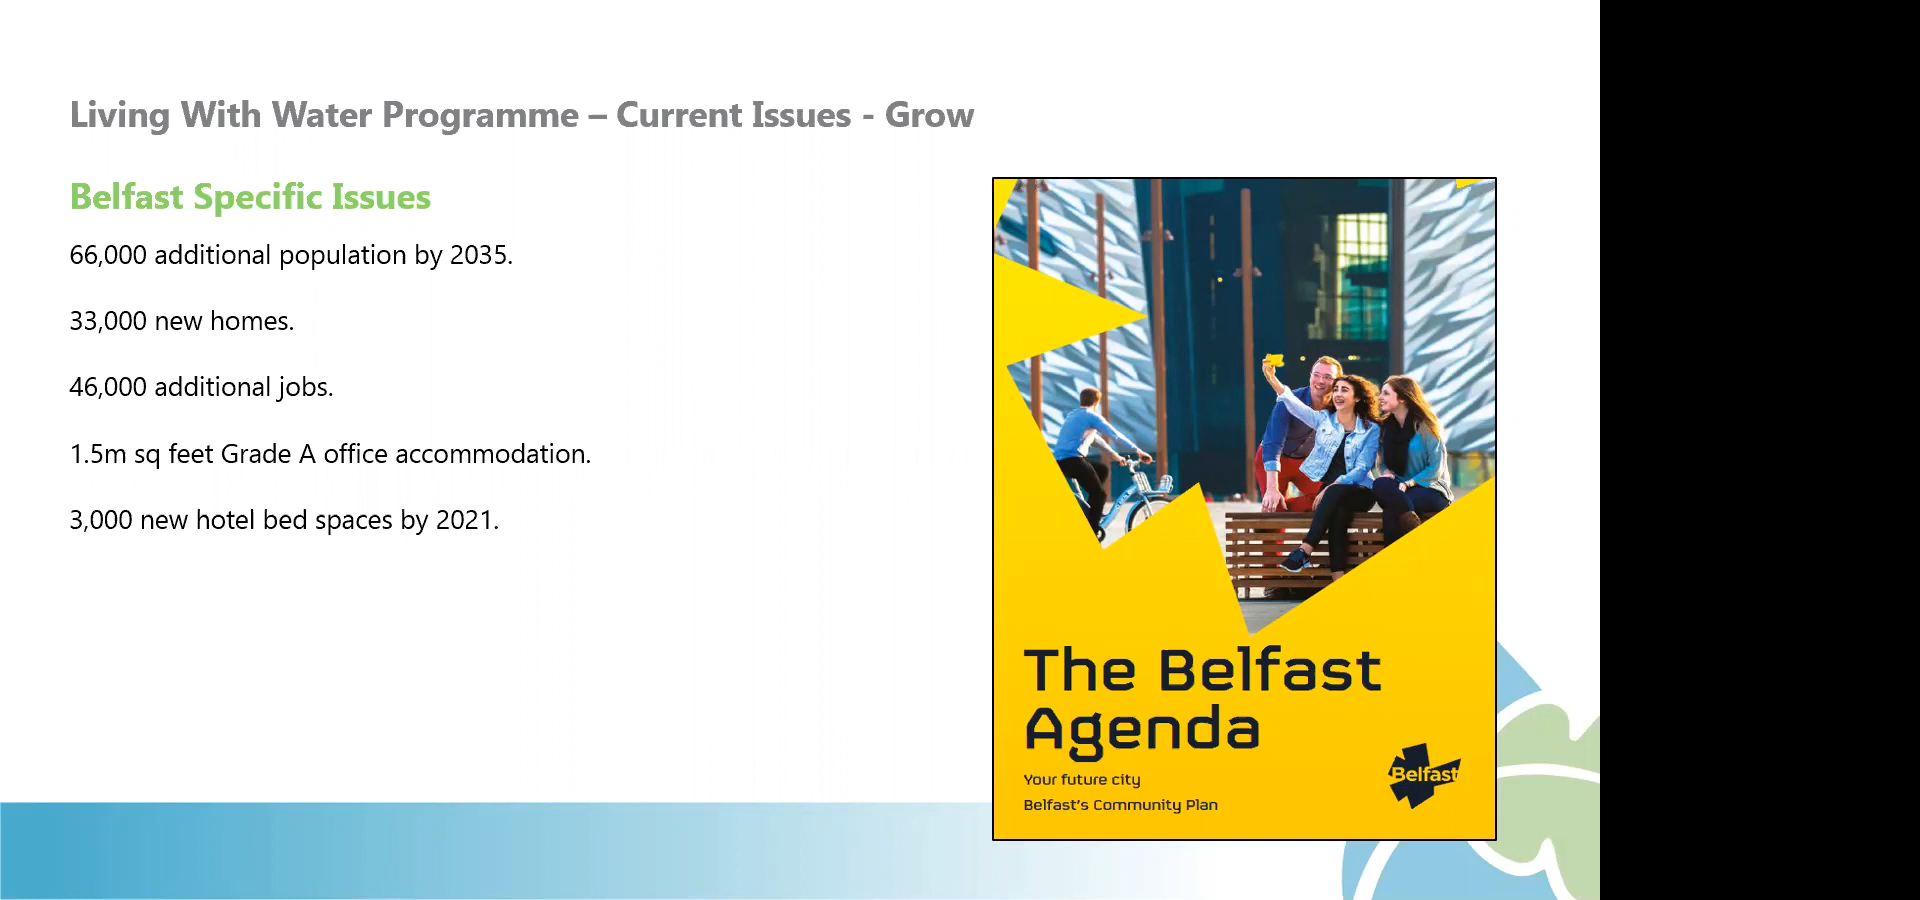 Living With Water Programme – Current Issues - Grow
Belfast Specific Issues
66,000 additional population by 2035.
33,000 new homes.
46,000 additional jobs.
1.5m sq feet Grade A office accommodation.
3,000 new hotel bed spaces by 2021.
The Belfast
Agenda
Your future city
Belfast's Community Plan
Belfast